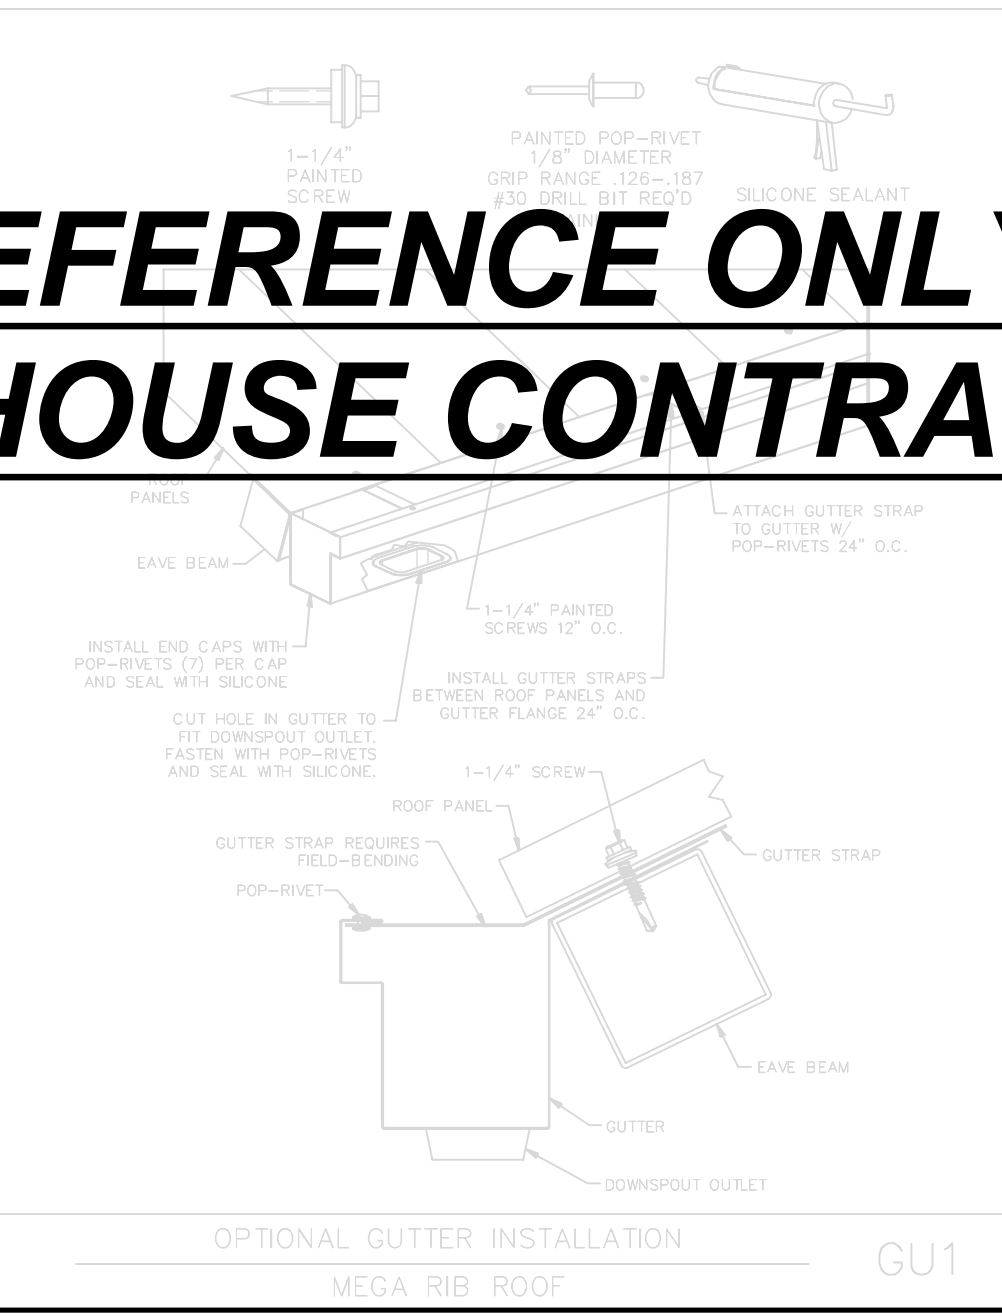 1-1/4"
PAINTED
SCREW
PAINTED POP-RIVET
1/8" DIAMETER
GRIP RANGE .126-.187
#30 DRILL BIT REQ'D
SILICONE SEALANT
EFERENCE ONLY
HOUSE CONTRA
ROOF
PANELS
EAVE BEAM
ATTACH GUTTER STRAP
TO GUTTER W/
POP-RIVETS 24" O.C.
1-1/4" PAINTED
SCREWS 12" O.C.
INSTALL END CAPS WITH
POP-RIVETS (7) PER CAP
AND SEAL WITH SILICONE
INSTALL GUTTER STRAPS
BETWEEN ROOF PANELS AND
GUTTER FLANGE 24" O.C.
CUT HOLE IN GUTTER TO
FIT DOWNSPOUT OUTLET.
FASTEN WITH POP-RIVETS
AND SEAL WITH SILICONE.
1-1/4" SCREW
ROOF PANEL
GUTTER STRAP REQUIRES
FIELD-BENDING
GUTTER STRAP
POP-RIVET
EAVE BEAM
GUTTER
DOWNSPOUT OUTLET
OPTIONAL GUTTER INSTALLATION
MEGA RIB ROOF
GU1